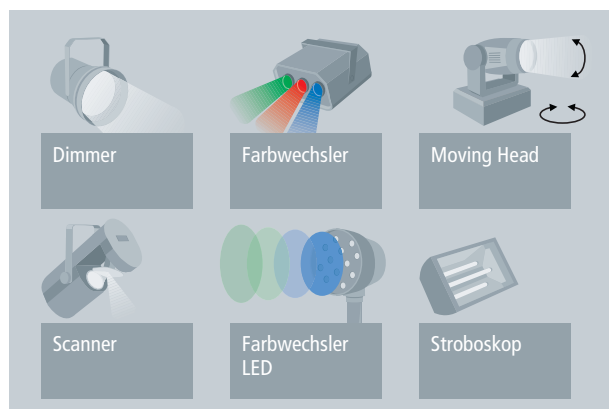 Dimmer
Farbwechsler
Moving Head
Scanner
Farbwechsler
LED
Stroboskop